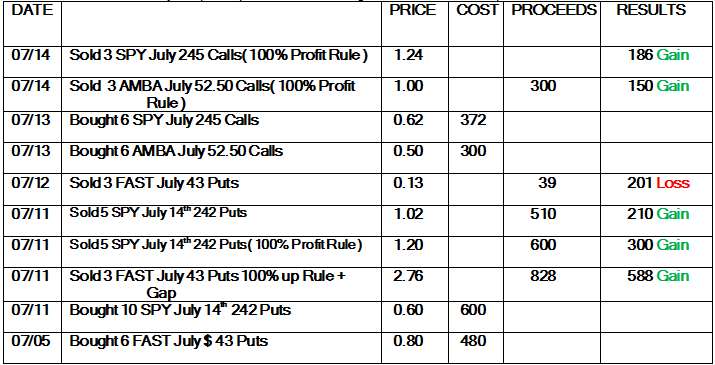 DATE PRICE COST PROCEEDS RESULTS
07/14 Sold 3 SPY July 245 Calls( 100% Profit Rule ) 1.24 186 Gain
07/14 Sold 3 AMBA July 52.50 Calls( 100% Profit 1.00 300 150 Gain
Rule )
07/13 Bought 6 SPY July 245 Calls 0.62 372
07/13 Bought 6 AMBA July 52.50 Calls 0.50 300
07/12 Sold 3 FAST July 43 Puts 0.13 39 201 Loss
07/11 Sold 5 SPY July 14th 242 Puts 1.02 510 210 Gain
07/11 Sold 5 SPY July 14th 242 Puts( 100% Profit Rule ) 1.20 600 300 Gain
07/11 Sold 3 FAST July 43 Puts 100% up Rule + 2.76 828 588 Gain
Gap
07/11 Bought 10 SPY July 14th 242 Puts 0.60 600
07/05 Bought 6 FAST July $ 43 Puts 0.80 480